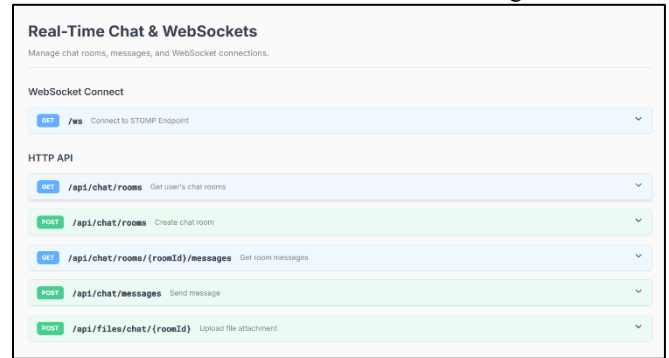 Real-Time Chat & WebSockets
Manage chat rooms, messages, and WebSocket connections.
WebSocket Connect
GET /ws Connect to STOMP Endpoint
HTTP API
GET /api/chat/rooms Get user's chat rooms
POST /api/chat/rooms Create chat room
GET /api/chat/rooms/{roomId}/messages Get room messages
POST /api/chat/messages Send message
POST /api/files/chat/{roomId} Upload file attachment